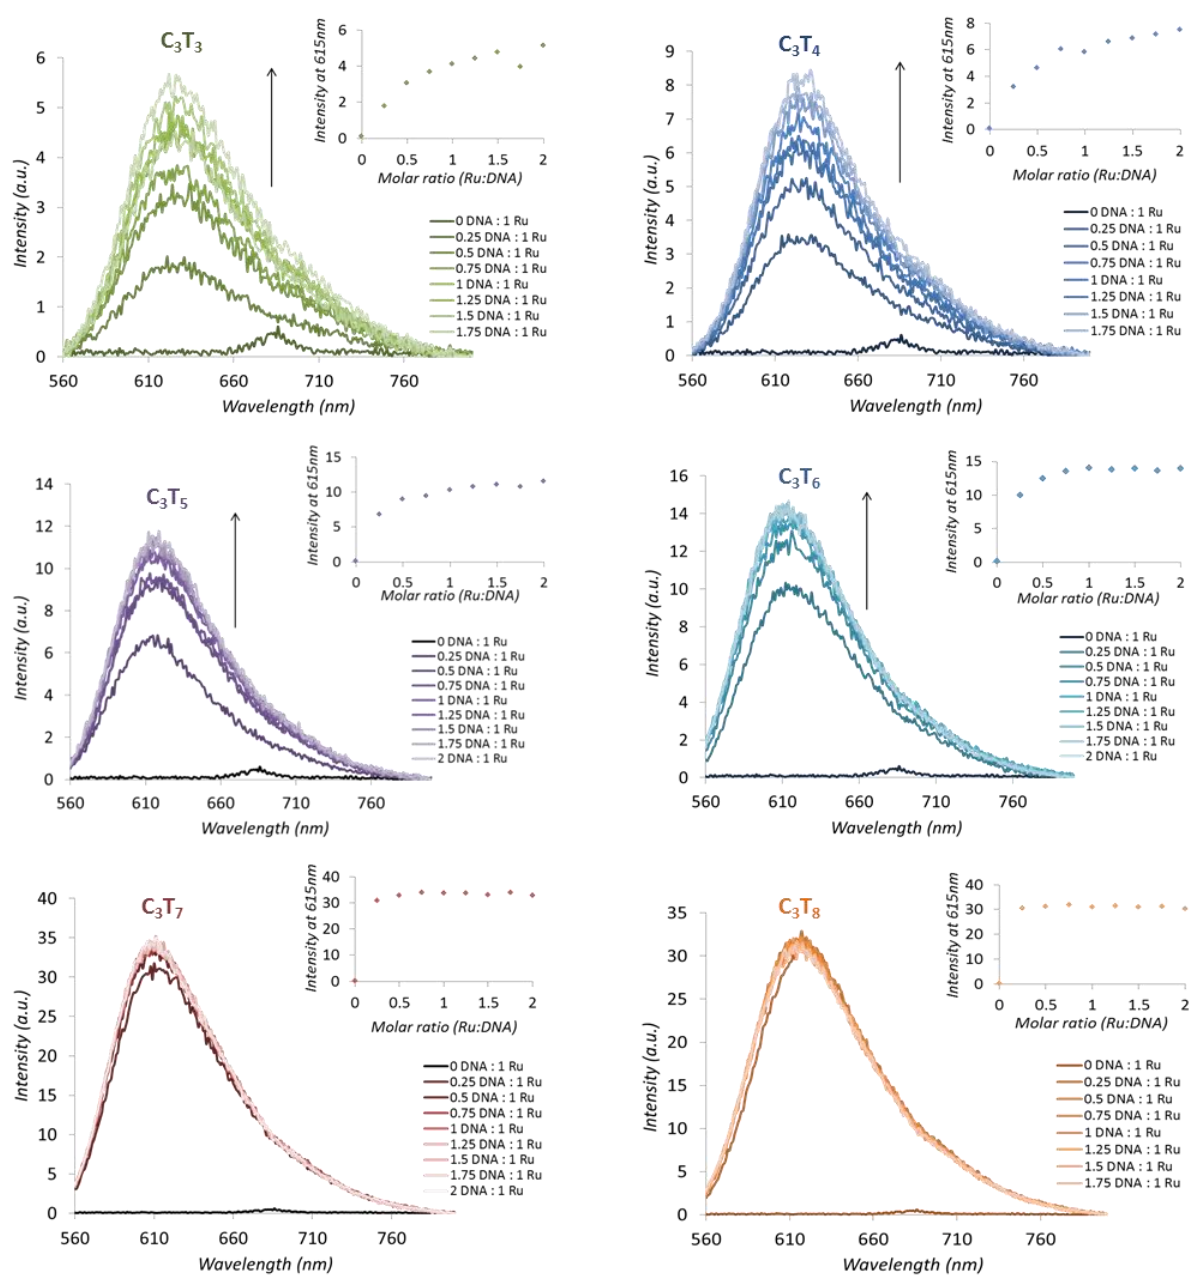 C3T3
Intensity (a.u.)
6
5
4
3
2
1
0
560
610
660
710
760
Wavelength (nm)
Intensity at 615nm
6
4
2
0
0
0.5
1
1.5
2
Molar ratio (Ru:DNA)
0 DNA : 1 Ru
0.25 DNA : 1 Ru
0.5 DNA : 1 Ru
0.75 DNA : 1 Ru
1 DNA : 1 Ru
1.25 DNA : 1 Ru
1.5 DNA : 1 Ru
1.75 DNA : 1 Ru
C3T4
Intensity (a.u.)
9
8
7
6
5
4
3
2
1
0
560
610
660
710
760
Wavelength (nm)
Intensity at 615nm
8
6
4
2
0
0
0.5
1
1.5
2
Molar ratio (Ru:DNA)
0 DNA : 1 Ru
0.25 DNA : 1 Ru
0.5 DNA : 1 Ru
0.75 DNA : 1 Ru
1 DNA : 1 Ru
1.25 DNA : 1 Ru
1.5 DNA : 1 Ru
1.75 DNA : 1 Ru
C3T5
Intensity (a.u.)
14
12
10
8
6
4
2
0
560
610
660
710
760
Wavelength (nm)
Intensity at 615nm
15
10
5
0
0
0.5
1
1.5
2
Molar ratio (Ru:DNA)
0 DNA : 1 Ru
0.25 DNA : 1 Ru
0.5 DNA : 1 Ru
0.75 DNA : 1 Ru
1 DNA : 1 Ru
1.25 DNA : 1 Ru
1.5 DNA : 1 Ru
1.75 DNA : 1 Ru
2 DNA : 1 Ru
C3T6
Intensity (a.u.)
16
14
12
10
8
6
4
2
0
560
610
660
710
760
Wavelength (nm)
Intensity at 615nm
15
10
5
0
0
0.5
1
1.5
2
Molar ratio (Ru:DNA)
0 DNA : 1 Ru
0.25 DNA : 1 Ru
0.5 DNA : 1 Ru
0.75 DNA : 1 Ru
1 DNA : 1 Ru
1.25 DNA : 1 Ru
1.5 DNA : 1 Ru
1.75 DNA : 1 Ru
2 DNA : 1 Ru
C3T7
Intensity (a.u.)
40
35
30
25
20
15
10
5
0
560
610
660
710
760
Wavelength (nm)
Intensity at 615nm
40
30
20
10
0
0
0.5
1
1.5
2
Molar ratio (Ru:DNA)
0 DNA : 1 Ru
0.25 DNA : 1 Ru
0.5 DNA : 1 Ru
0.75 DNA : 1 Ru
1 DNA : 1 Ru
1.25 DNA : 1 Ru
1.5 DNA : 1 Ru
1.75 DNA : 1 Ru
2 DNA : 1 Ru
C3T8
Intensity (a.u.)
35
30
25
20
15
10
5
0
560
610
660
710
760
Wavelength (nm)
Intensity at 615nm
40
30
20
10
0
0
0.5
1
1.5
2
Molar ratio (Ru:DNA)
0 DNA : 1 Ru
0.25 DNA : 1 Ru
0.5 DNA : 1 Ru
0.75 DNA : 1 Ru
1 DNA : 1 Ru
1.25 DNA : 1 Ru
1.5 DNA : 1 Ru
1.75 DNA : 1 Ru